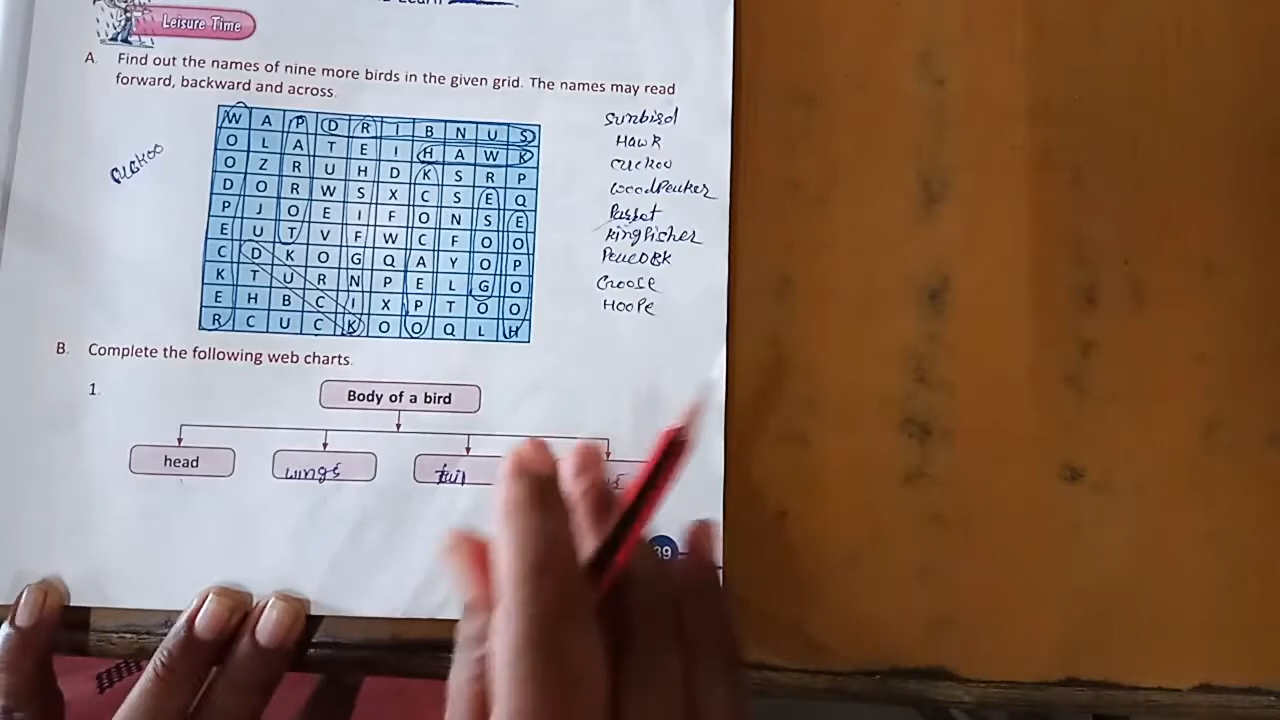 Leisure Time
A. Find out the names of nine more birds in the given grid. The names may read
forward, backward and across.
W A P D R I B N U S
O L A T E I H A W K
O Z R U H D K S R P
D O R W S X C S E Q
P J O E I F O N S E
E U T V F W C F O O
C D K O G Q A Y O P
K T U R N P E L G O
E H B C I X P T O O
R C U C K O O Q L H
cuckoo
Sunbird
Hawk
Cuckoo
WoodPeuker
Parrot
Kingfisher
PeucoBk
Goose
HooPe
B. Complete the following web charts.
1.
Body of a bird
head
wings
tail
39